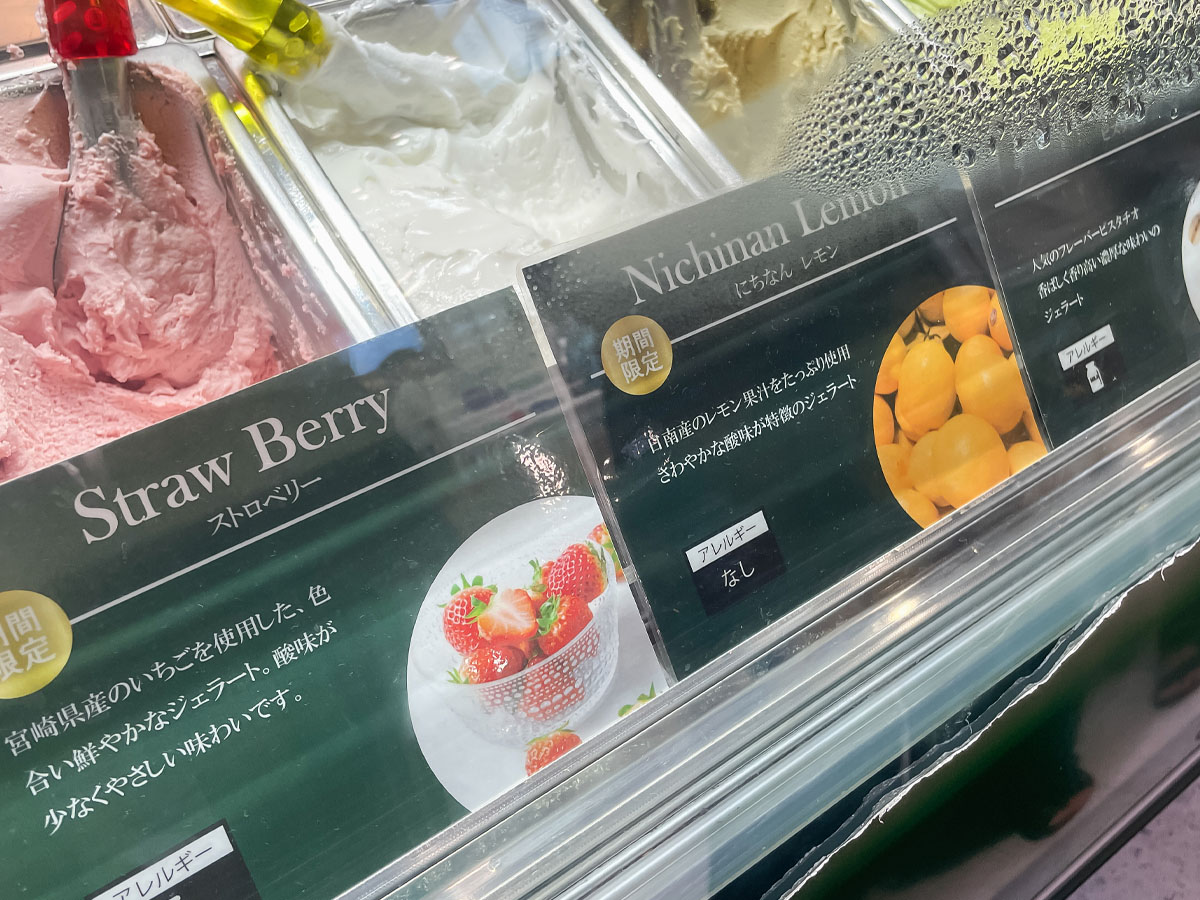 Straw Berry
ストロベリー
期間
限定
宮崎県産のいちごを使用した、色
合い鮮やかなジェラート。酸味が
少なくやさしい味わいです。
アレルギー
Nichinan Lemon
にちなん レモン
期間
限定
日南産のレモン果汁をたっぷり使用
さわやかな酸味が特徴のジェラート
アレルギー
なし
人気のフレーバーピスタチオ
香ばしく香り高い濃厚な味わいの
ジェラート
アレルギー